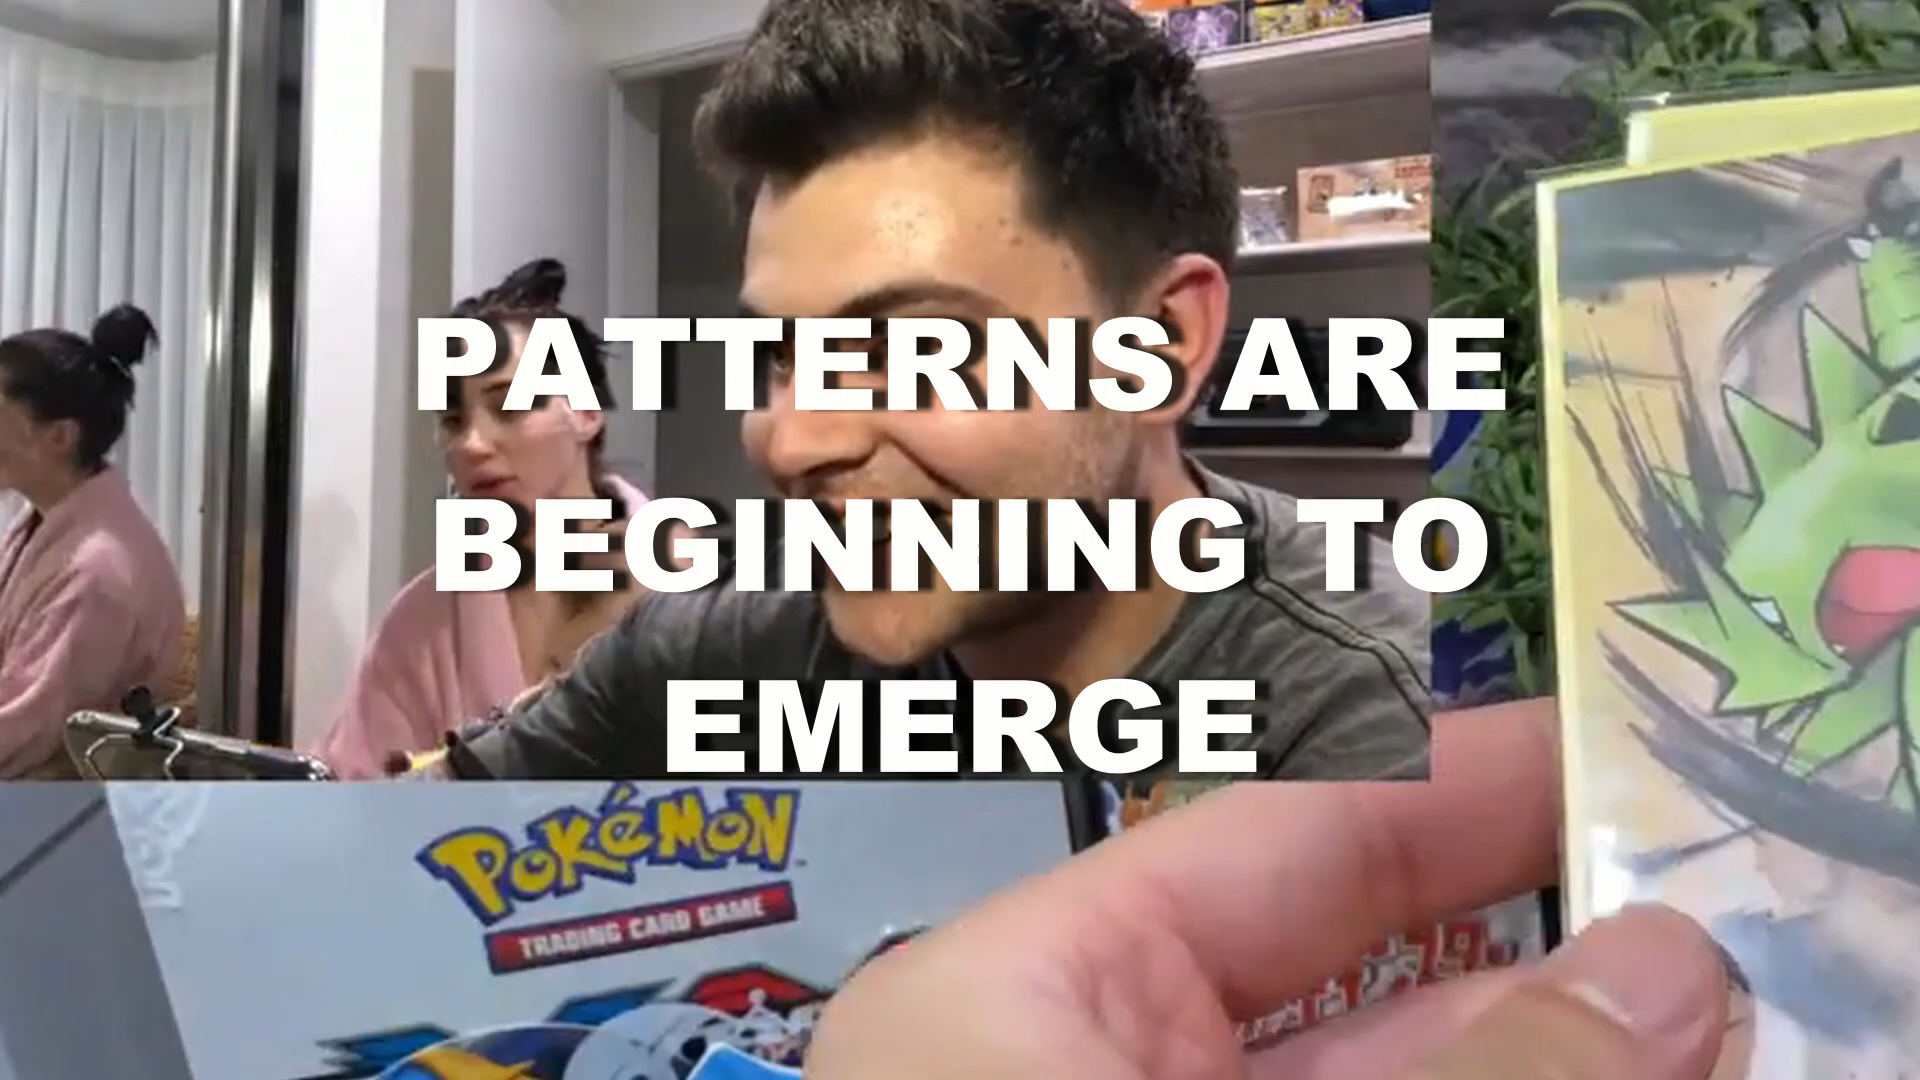 PATTERNS ARE
BEGINNING TO
EMERGE
POKéMON
TRADING CARD GAME